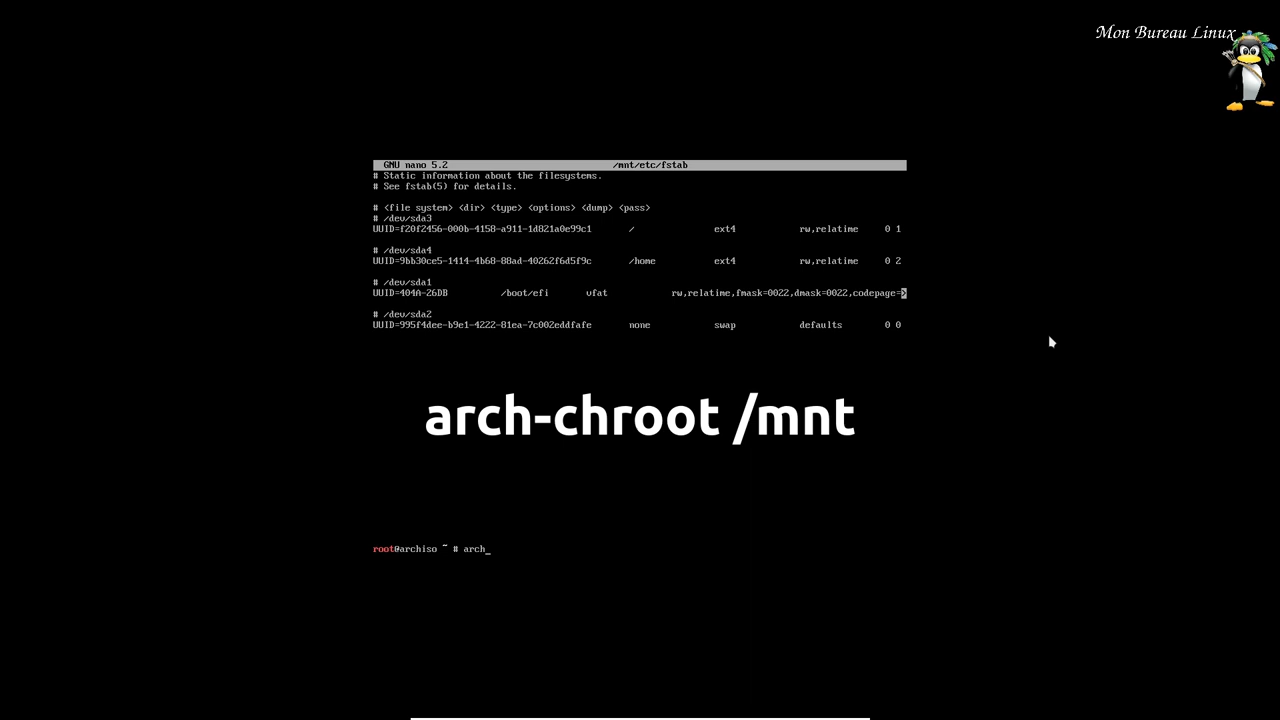 Mon Bureau Linux
GNU nano 5.2 /mnt/etc/fstab
# Static information about the filesystems.
# See fstab(5) for details.
# <file system> <dir> <type> <options> <dump> <pass>
# /dev/sda3
UUID=f20f2456-000b-4158-a911-1d821a0e99c1 / ext4 rw,relatime 0 1
# /dev/sda4
UUID=9bb30ce5-1414-4b68-88ad-40262f6d5f9c /home ext4 rw,relatime 0 2
# /dev/sda1
UUID=404A-26DB /boot/efi vfat rw,relatime,fmask=0022,dmask=0022,codepage=>
# /dev/sda2
UUID=995f4dee-b9e1-4222-81ea-7c002eddfafe none swap defaults 0 0
arch-chroot /mnt
root@archiso ~ # arch_